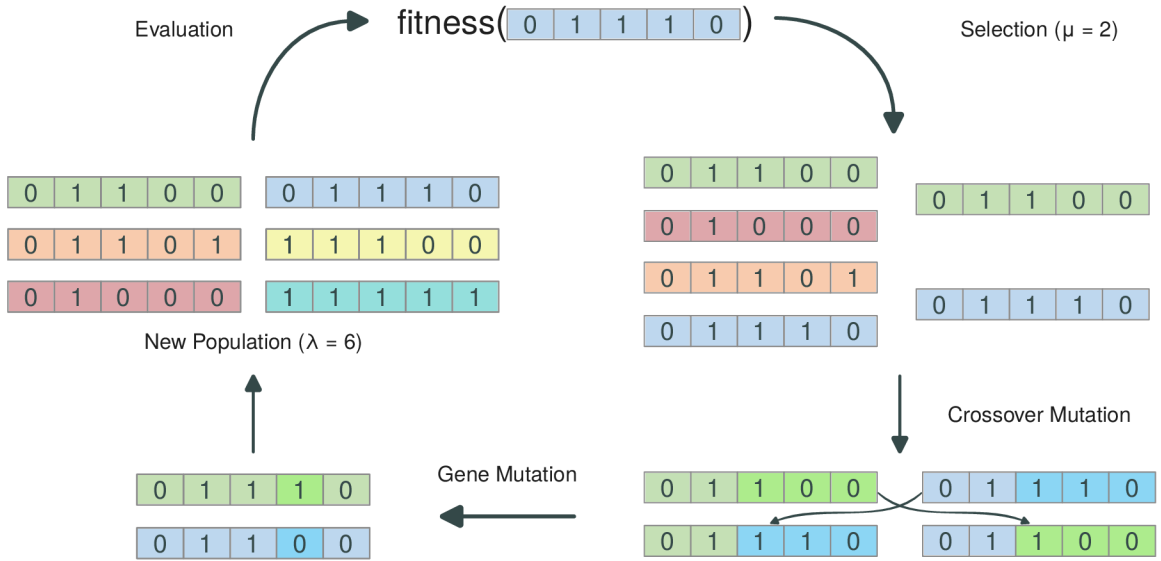 Evaluation
fitness( 0 1 1 1 0 )
Selection (μ = 2)
0 1 1 0 0
0 1 1 1 0
0 1 1 0 1
1 1 1 0 0
0 1 0 0 0
1 1 1 1 1
New Population (λ = 6)
0 1 1 0 0
0 1 0 0 0
0 1 1 0 1
0 1 1 1 0
0 1 1 0 0
0 1 1 1 0
Crossover Mutation
0 1 1 0 0
0 1 1 1 0
0 1 1 1 0
0 1 1 0 0
Gene Mutation
0 1 1 1 0
0 1 1 0 0